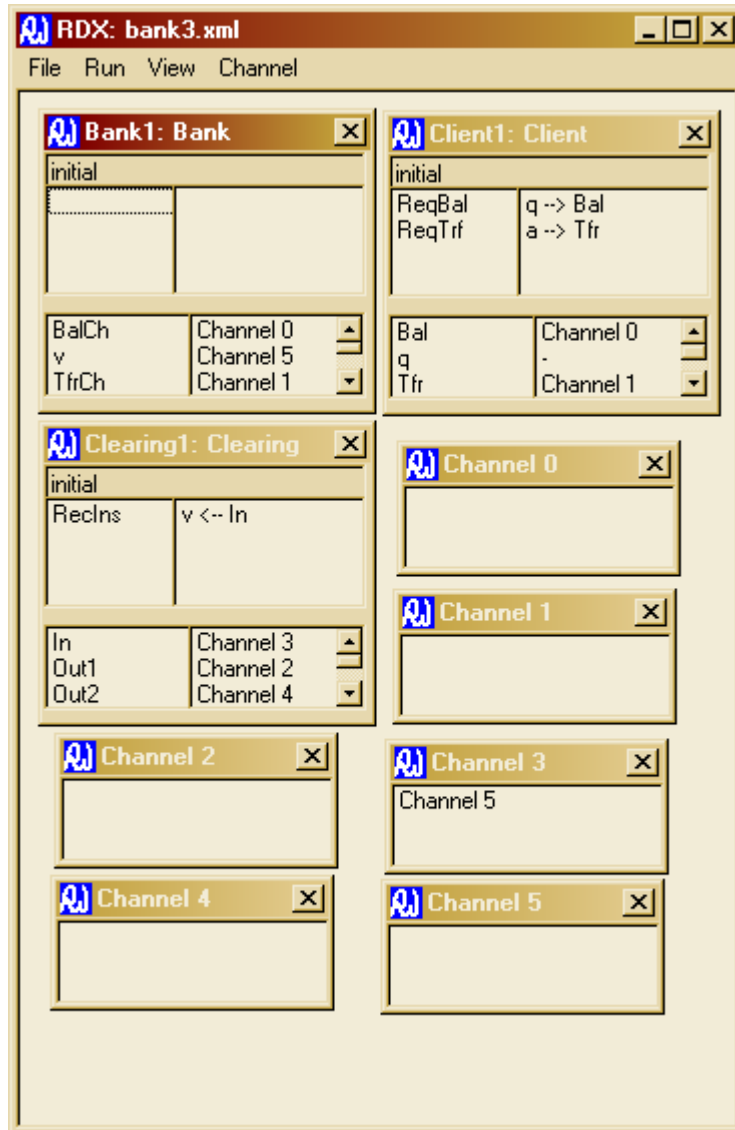 RDX: bank3.xml
File Run View Channel
Bank1: Bank
initial
BalCh Channel 0
v Channel 5
TfrCh Channel 1
Client1: Client
initial
ReqBal q --> Bal
ReqTrf a --> Tfr
Bal Channel 0
q -
Tfr Channel 1
Clearing1: Clearing
initial
RecIns v <-- In
In Channel 3
Out1 Channel 2
Out2 Channel 4
Channel 0
Channel 1
Channel 2
Channel 3
Channel 5
Channel 4
Channel 5